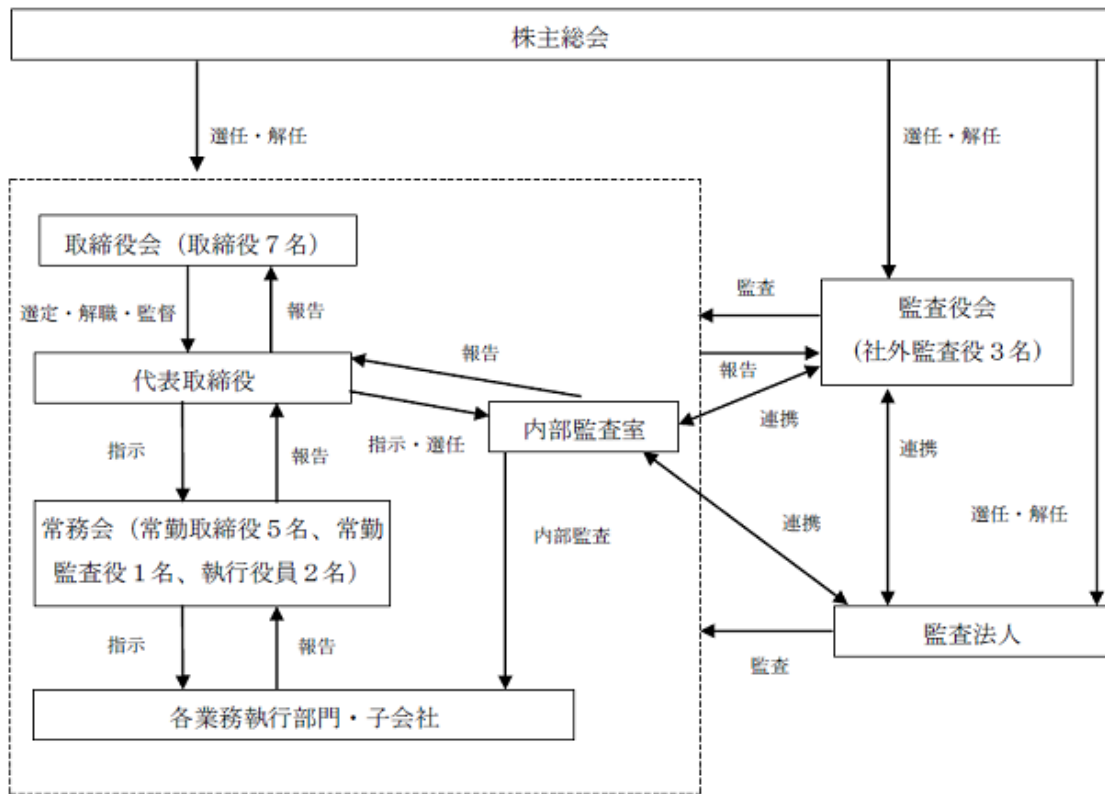 株主総会
選任・解任
選任・解任
取締役会（取締役７名）
監査
監査役会
(社外監査役３名)
選定・解職・監督
報告
報告
報告
代表取締役
内部監査室
連携
指示・選任
指示
報告
連携
選任・解任
常務会（常勤取締役５名、常勤
監査役１名、執行役員２名）
内部監査
連携
指示
報告
監査法人
監査
各業務執行部門・子会社